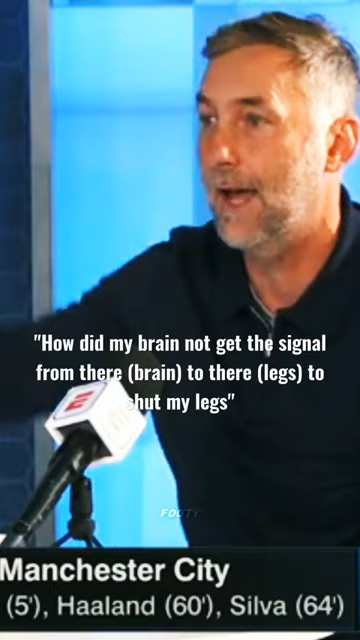 "How did my brain not get the signal
from there (brain) to there (legs) to
shut my legs"
FOOTY
Manchester City
(5'), Haaland (60'), Silva (64')